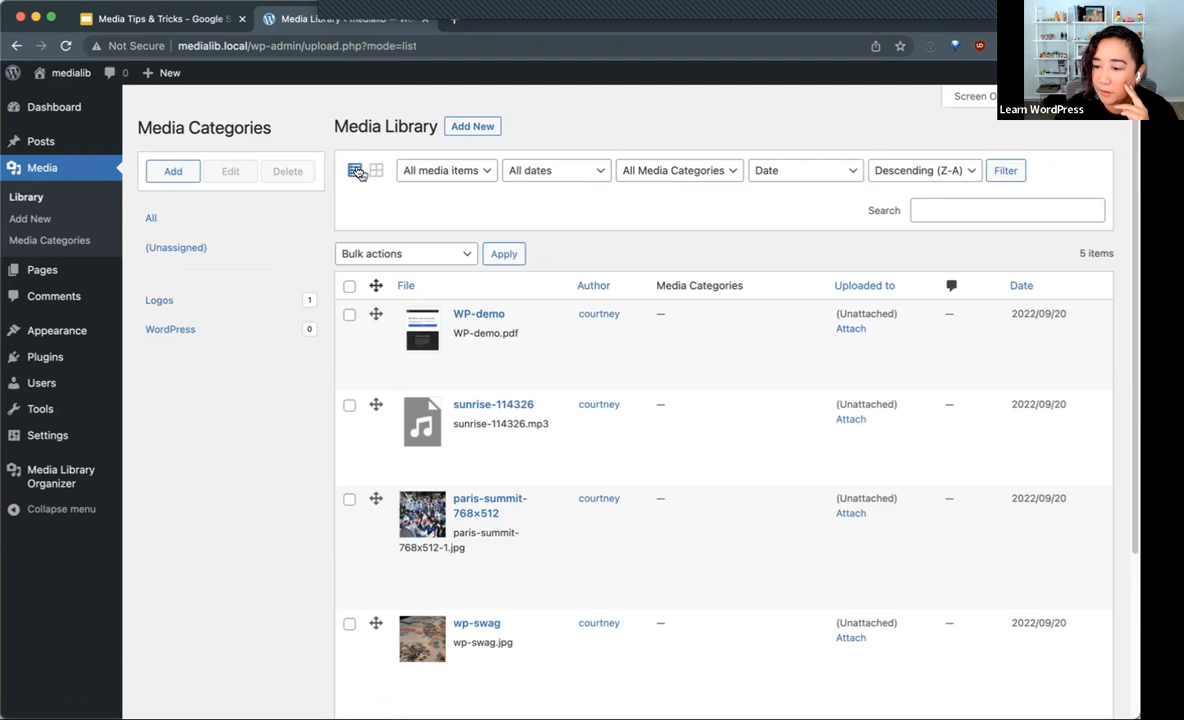 Media Tips & Tricks - Google S
Media Library ‹ medialib — W
Not Secure medialib.local/wp-admin/upload.php?mode=list
medialib 0 New
Learn WordPress
Screen O
Dashboard
Posts
Media
Library
Add New
Media Categories
Pages
Comments
Appearance
Plugins
Users
Tools
Settings
Media Library
Organizer
Collapse menu
Media Categories
Add Edit Delete
All
(Unassigned)
Logos 1
WordPress 0
Media Library Add New
All media items All dates All Media Categories Date Descending (Z-A) Filter
Search
Bulk actions Apply 5 items
File Author Media Categories Uploaded to Date
WP-demo courtney — (Unattached) — 2022/09/20
WP-demo.pdf Attach
sunrise-114326 courtney — (Unattached) — 2022/09/20
sunrise-114326.mp3 Attach
paris-summit- courtney — (Unattached) — 2022/09/20
768×512 Attach
paris-summit-
768x512-1.jpg
wp-swag courtney — (Unattached) — 2022/09/20
wp-swag.jpg Attach